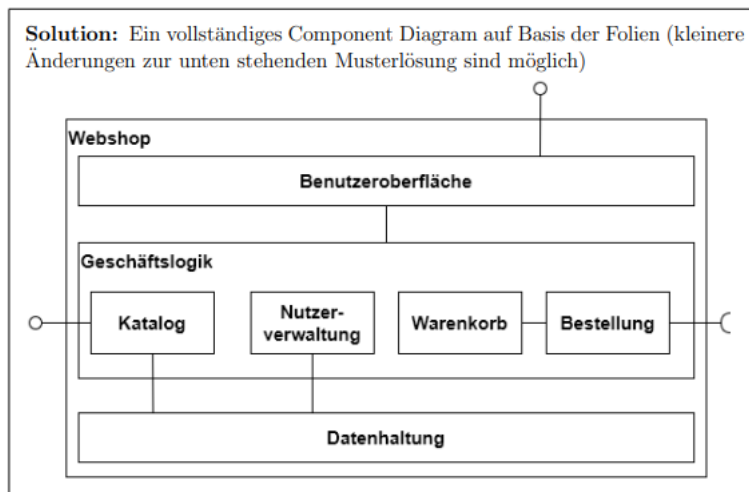 Solution: Ein vollständiges Component Diagram auf Basis der Folien (kleinere
Änderungen zur unten stehenden Musterlösung sind möglich)
Webshop
Benutzeroberfläche
Geschäftslogik
Katalog
Nutzer-
verwaltung
Warenkorb
Bestellung
Datenhaltung